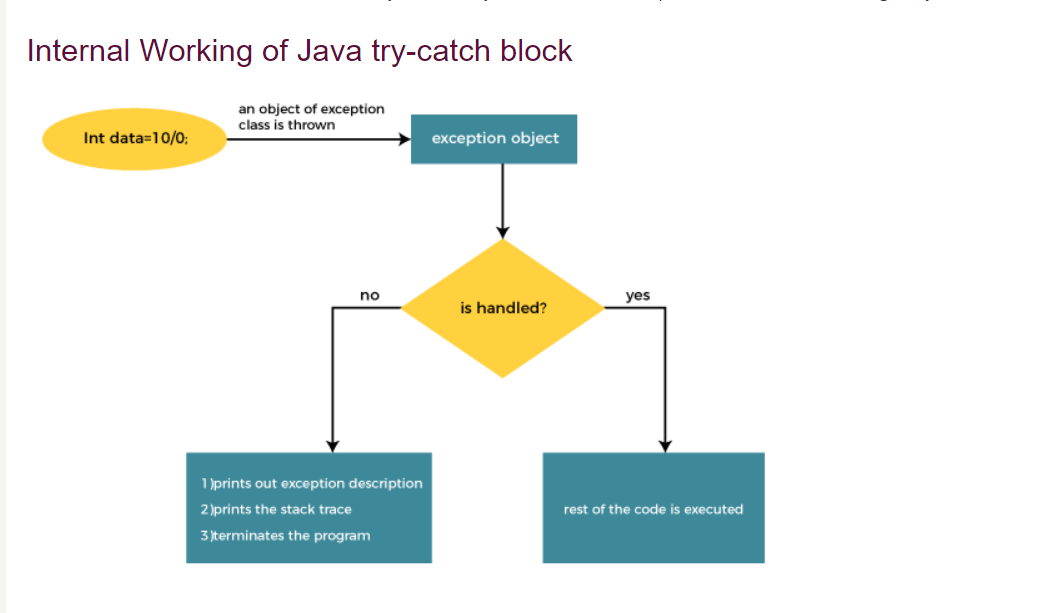 Internal Working of Java try-catch block
an object of exception
class is thrown
Int data=10/0;
exception object
no
yes
is handled?
1)prints out exception description
2)prints the stack trace
3)terminates the program
rest of the code is executed